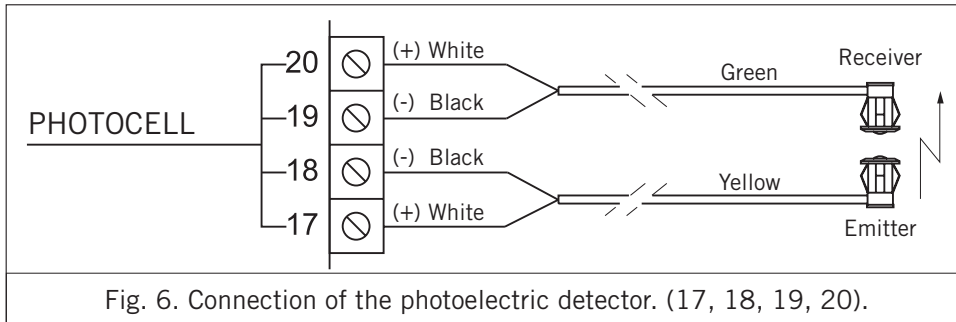 20 (+) White
Green
Receiver
PHOTOCELL
19 (-) Black
18 (-) Black
Yellow
17 (+) White
Emitter
Fig. 6. Connection of the photoelectric detector. (17, 18, 19, 20).